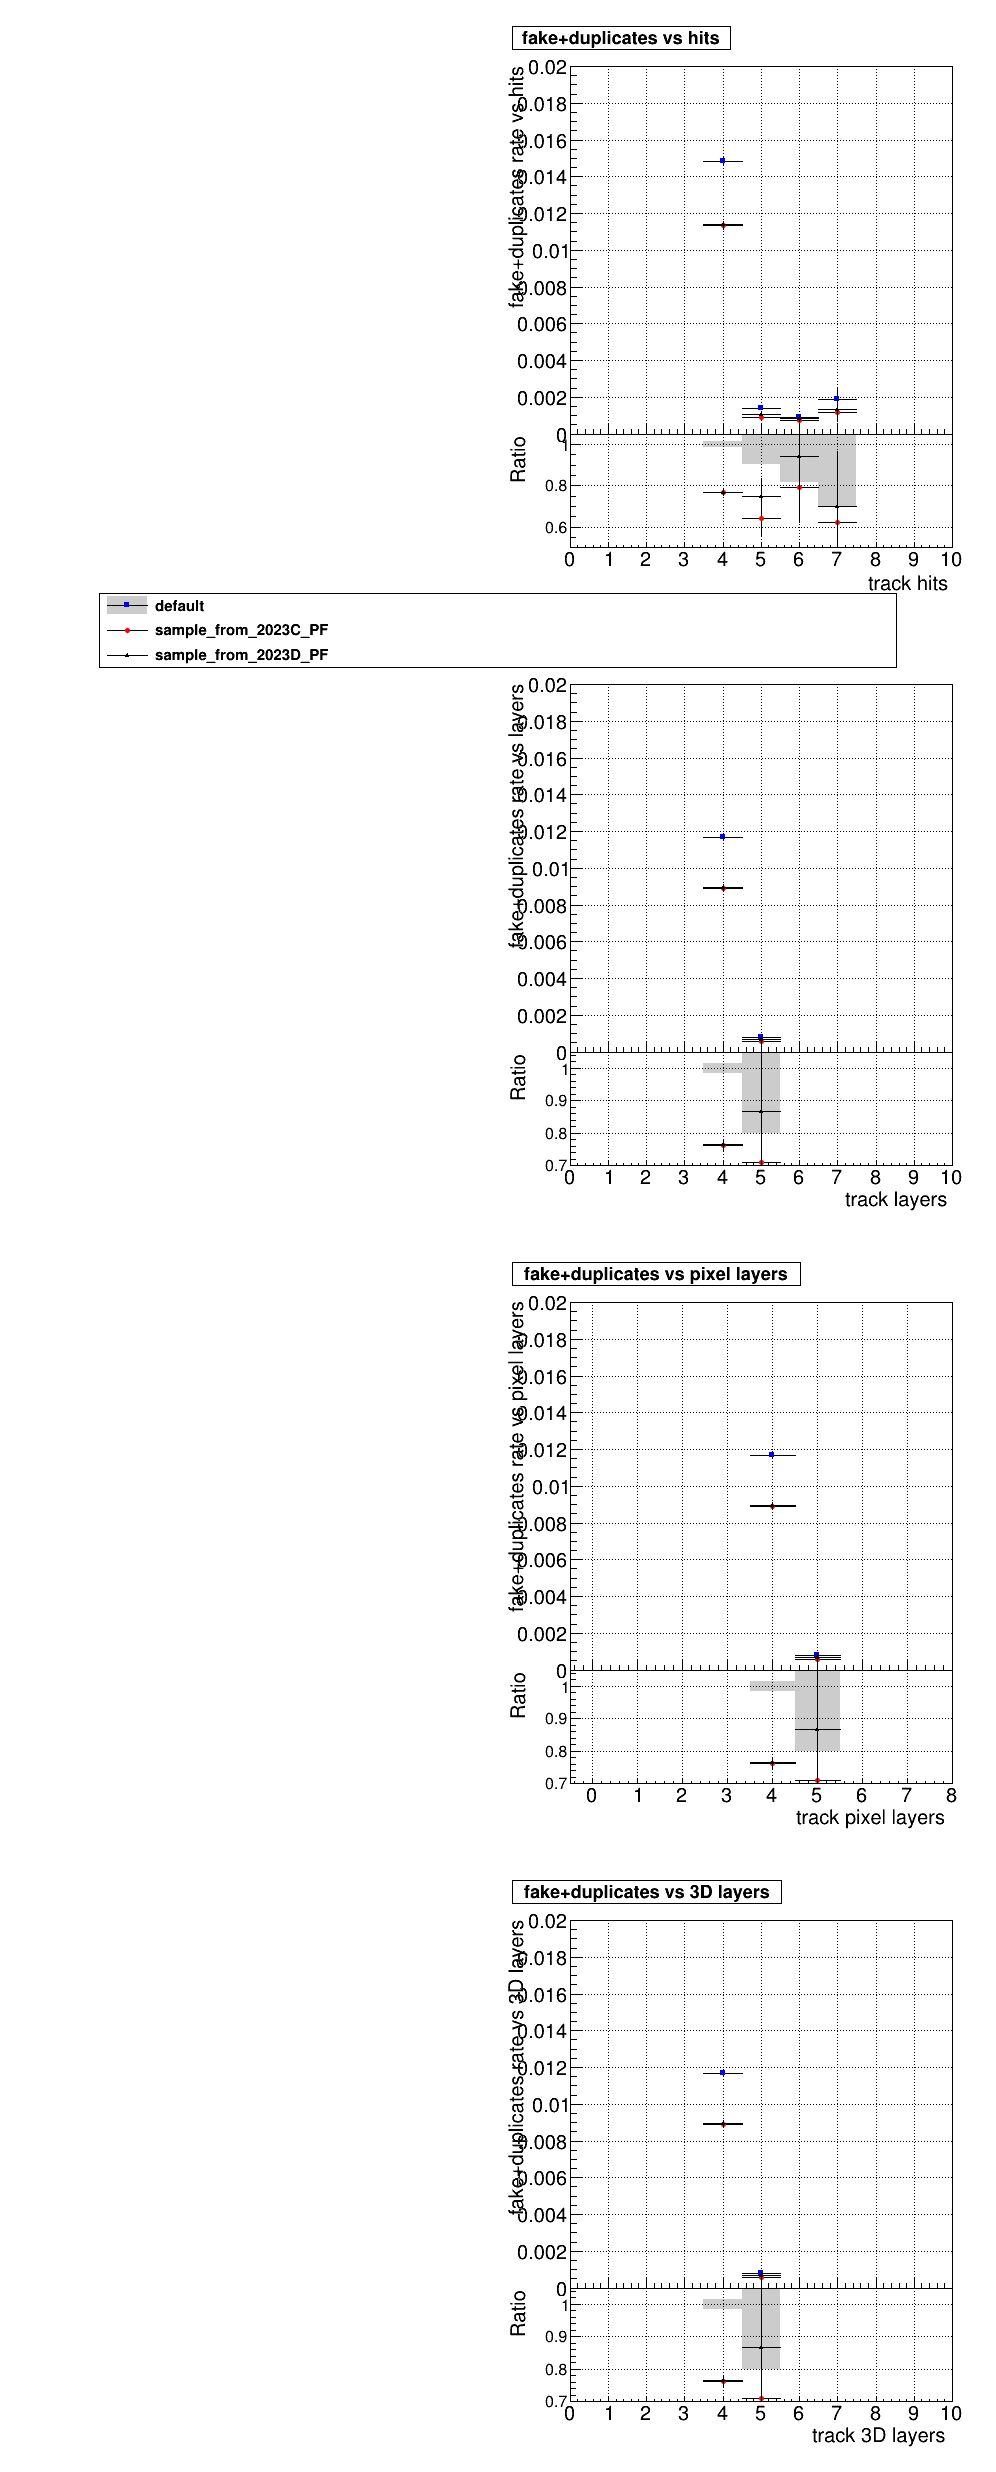 fake+duplicates vs hits
fake+duplicates rate vs hits
0.02
0.018
0.016
0.014
0.012
0.01
0.008
0.006
0.004
0.002
0
Ratio
1
0.8
0.6
0 1 2 3 4 5 6 7 8 9 10
track hits
default
sample_from_2023C_PF
sample_from_2023D_PF
fake+duplicates rate vs layers
0.02
0.018
0.016
0.014
0.012
0.01
0.008
0.006
0.004
0.002
0
Ratio
1
0.9
0.8
0.7
0 1 2 3 4 5 6 7 8 9 10
track layers
fake+duplicates vs pixel layers
fake+duplicates rate vs pixel layers
0.02
0.018
0.016
0.014
0.012
0.01
0.008
0.006
0.004
0.002
0
Ratio
1
0.9
0.8
0.7
0 1 2 3 4 5 6 7 8
track pixel layers
fake+duplicates vs 3D layers
fake+duplicates rate vs 3D layers
0.02
0.018
0.016
0.014
0.012
0.01
0.008
0.006
0.004
0.002
0
Ratio
1
0.9
0.8
0.7
0 1 2 3 4 5 6 7 8 9 10
track 3D layers